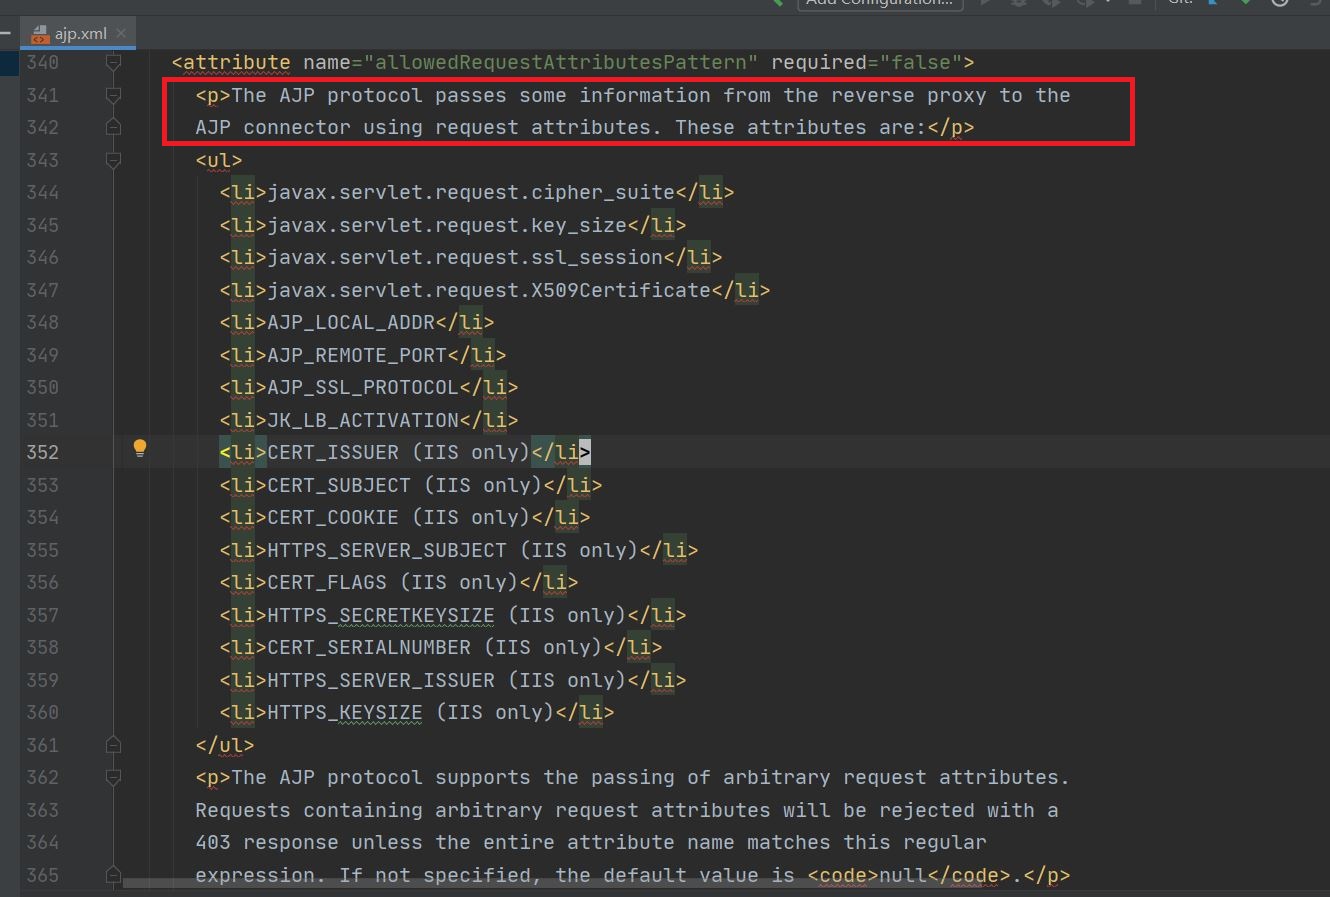 Add Configuration...
Git:
ajp.xml
340 <attribute name="allowedRequestAttributesPattern" required="false">
341 <p>The AJP protocol passes some information from the reverse proxy to the
342 AJP connector using request attributes. These attributes are:</p>
343 <ul>
344 <li>javax.servlet.request.cipher_suite</li>
345 <li>javax.servlet.request.key_size</li>
346 <li>javax.servlet.request.ssl_session</li>
347 <li>javax.servlet.request.X509Certificate</li>
348 <li>AJP_LOCAL_ADDR</li>
349 <li>AJP_REMOTE_PORT</li>
350 <li>AJP_SSL_PROTOCOL</li>
351 <li>JK_LB_ACTIVATION</li>
352 <li>CERT_ISSUER (IIS only)</li>
353 <li>CERT_SUBJECT (IIS only)</li>
354 <li>CERT_COOKIE (IIS only)</li>
355 <li>HTTPS_SERVER_SUBJECT (IIS only)</li>
356 <li>CERT_FLAGS (IIS only)</li>
357 <li>HTTPS_SECRETKEYSIZE (IIS only)</li>
358 <li>CERT_SERIALNUMBER (IIS only)</li>
359 <li>HTTPS_SERVER_ISSUER (IIS only)</li>
360 <li>HTTPS_KEYSIZE (IIS only)</li>
361 </ul>
362 <p>The AJP protocol supports the passing of arbitrary request attributes.
363 Requests containing arbitrary request attributes will be rejected with a
364 403 response unless the entire attribute name matches this regular
365 expression. If not specified, the default value is <code>null</code>.</p>